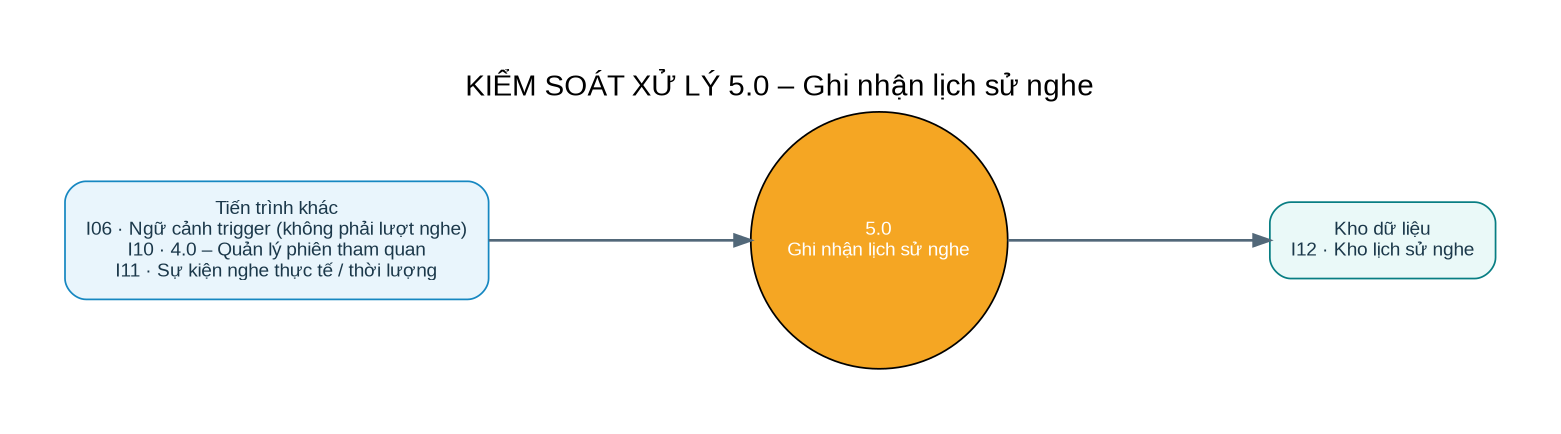 KIỂM SOÁT XỬ LÝ 5.0 – Ghi nhận lịch sử nghe
Tiến trình khác
I06 · Ngữ cảnh trigger (không phải lượt nghe)
I10 · 4.0 – Quản lý phiên tham quan
I11 · Sự kiện nghe thực tế / thời lượng
5.0
Ghi nhận lịch sử nghe
Kho dữ liệu
I12 · Kho lịch sử nghe